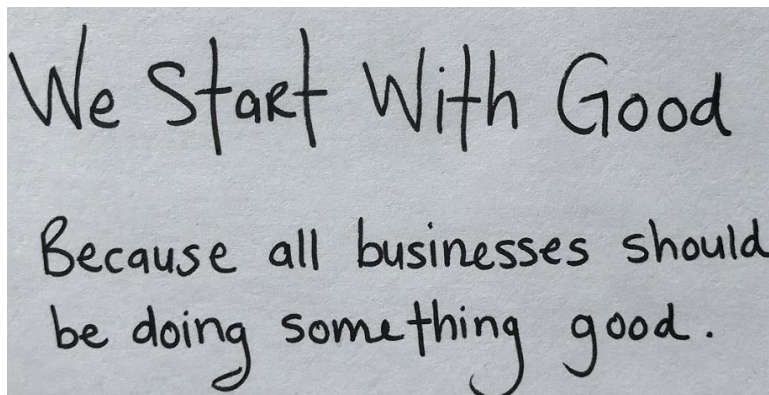 We Start With Good
Because all businesses should
be doing something good.